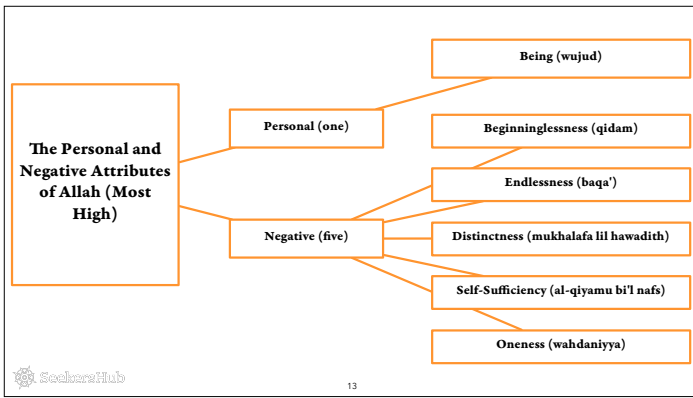 The Personal and
Negative Attributes
of Allah (Most
High)
Personal (one)
Being (wujud)
Negative (five)
Beginninglessness (qidam)
Endlessness (baqa')
Distinctness (mukhalafa lil hawadith)
Self-Sufficiency (al-qiyamu bi'l nafs)
Oneness (wahdaniyya)
SeekersHub
13